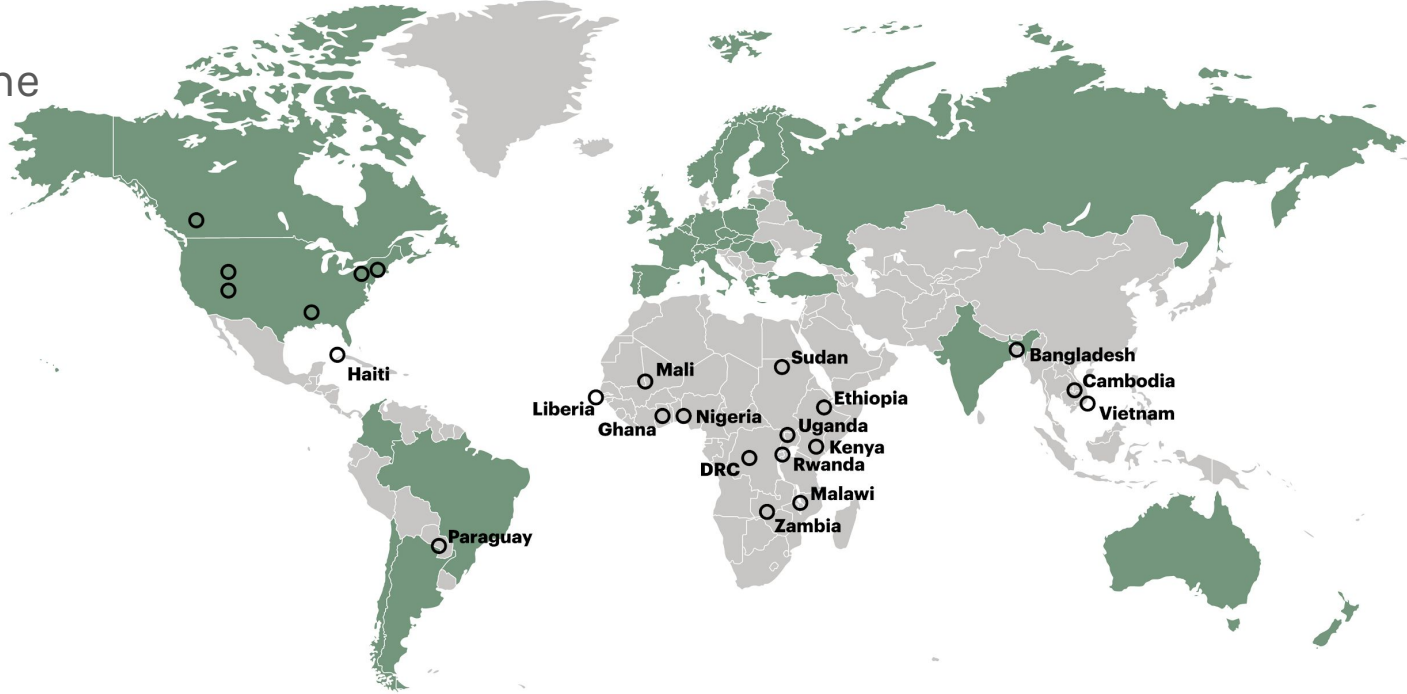 ne
Haiti
Mali
Sudan
Bangladesh
Cambodia
Vietnam
Liberia
Ethiopia
Ghana
Nigeria
Uganda
Kenya
DRC
Rwanda
Malawi
Zambia
Paraguay